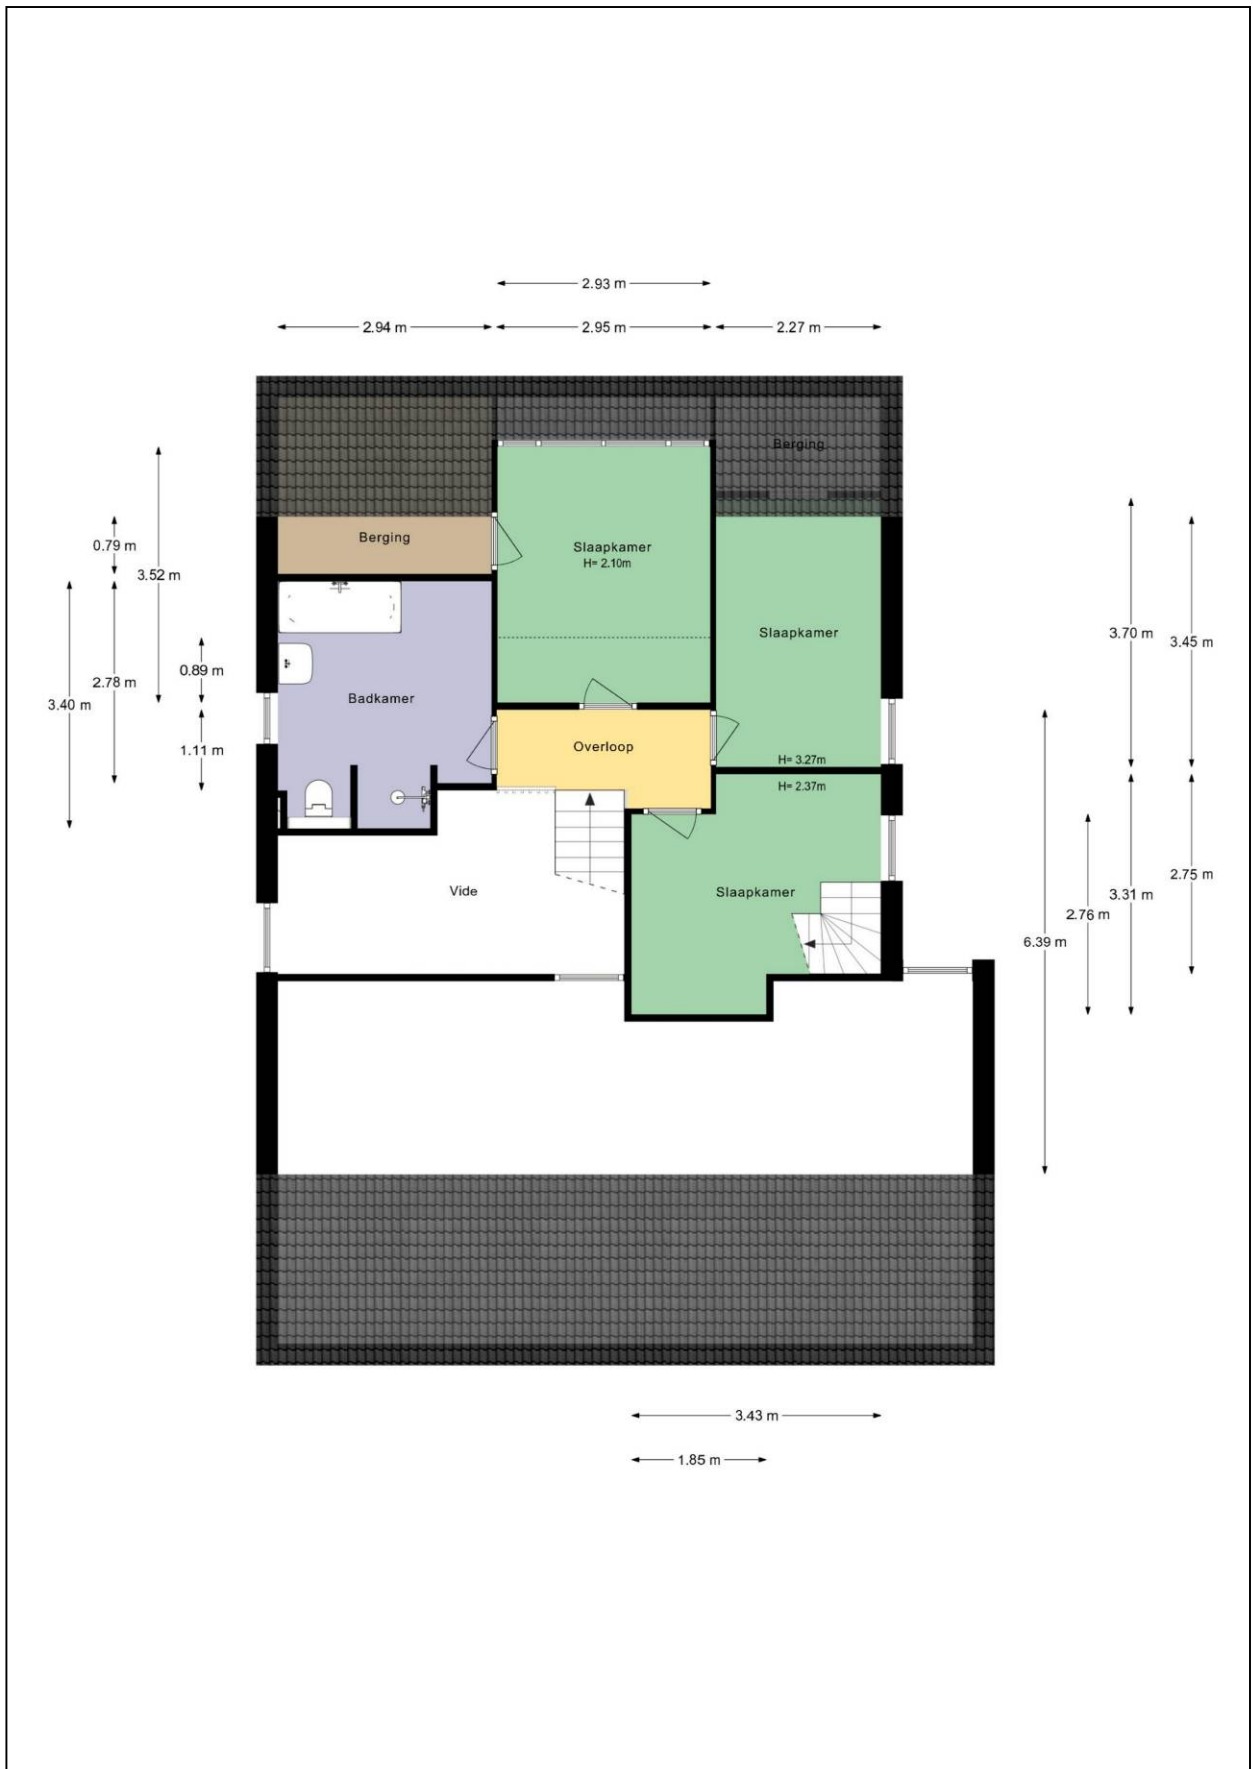 2.93 m
2.94 m
2.95 m
2.27 m
Berging
Berging
0.79 m
3.52 m
Slaapkamer
H= 2.10m
Slaapkamer
3.70 m
3.45 m
0.89 m
2.78 m
3.40 m
Badkamer
1.11 m
Overloop
H= 3.27m
H= 2.37m
Vide
Slaapkamer
2.75 m
3.31 m
2.76 m
6.39 m
3.43 m
1.85 m